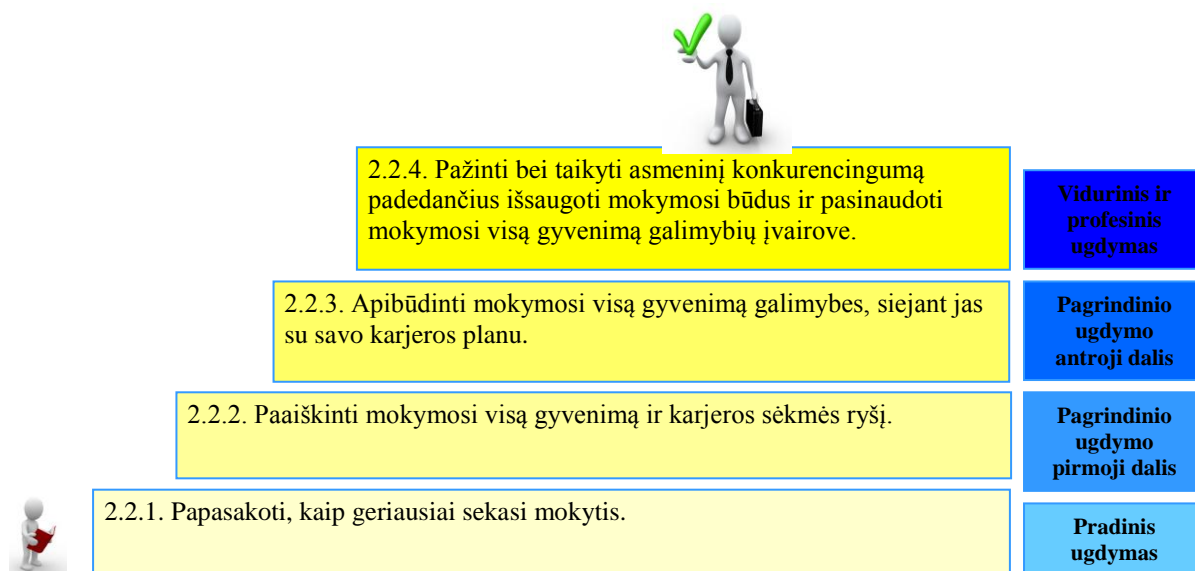 2.2.4. Pažinti bei taikyti asmeninį konkurencingumą
padedančius išsaugoti mokymosi būdus ir pasinaudoti
mokymosi visą gyvenimą galimybių įvairove.
Vidurinis ir
profesinis
ugdymas
2.2.3. Apibūdinti mokymosi visą gyvenimą galimybes, siejant jas
su savo karjeros planu.
Pagrindinio
ugdymo
antroji dalis
2.2.2. Paaiškinti mokymosi visą gyvenimą ir karjeros sėkmės ryšį.
Pagrindinio
ugdymo
pirmoji dalis
2.2.1. Papasakoti, kaip geriausiai sekasi mokytis.
Pradinis
ugdymas